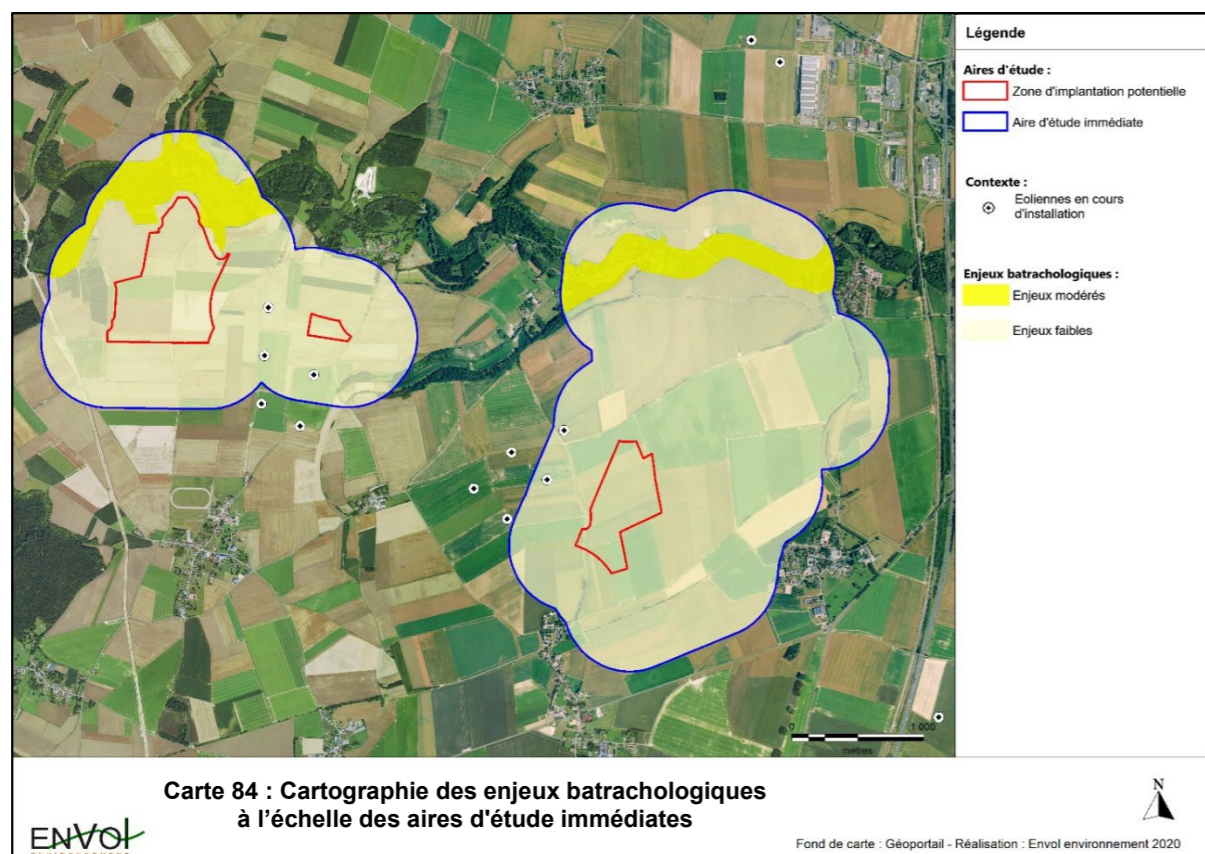 Légende
Aires d'étude :
Zone d'implantation potentielle
Aire d'étude immédiate
Contexte :
Eoliennes en cours
d'installation
Enjeux batrachologiques :
Enjeux modérés
Enjeux faibles
0 1 000
metres
Carte 84 : Cartographie des enjeux batrachologiques
à l'échelle des aires d'étude immédiates
N
ENVOl
Fond de carte : Géoportail - Réalisation : Envol environnement 2020